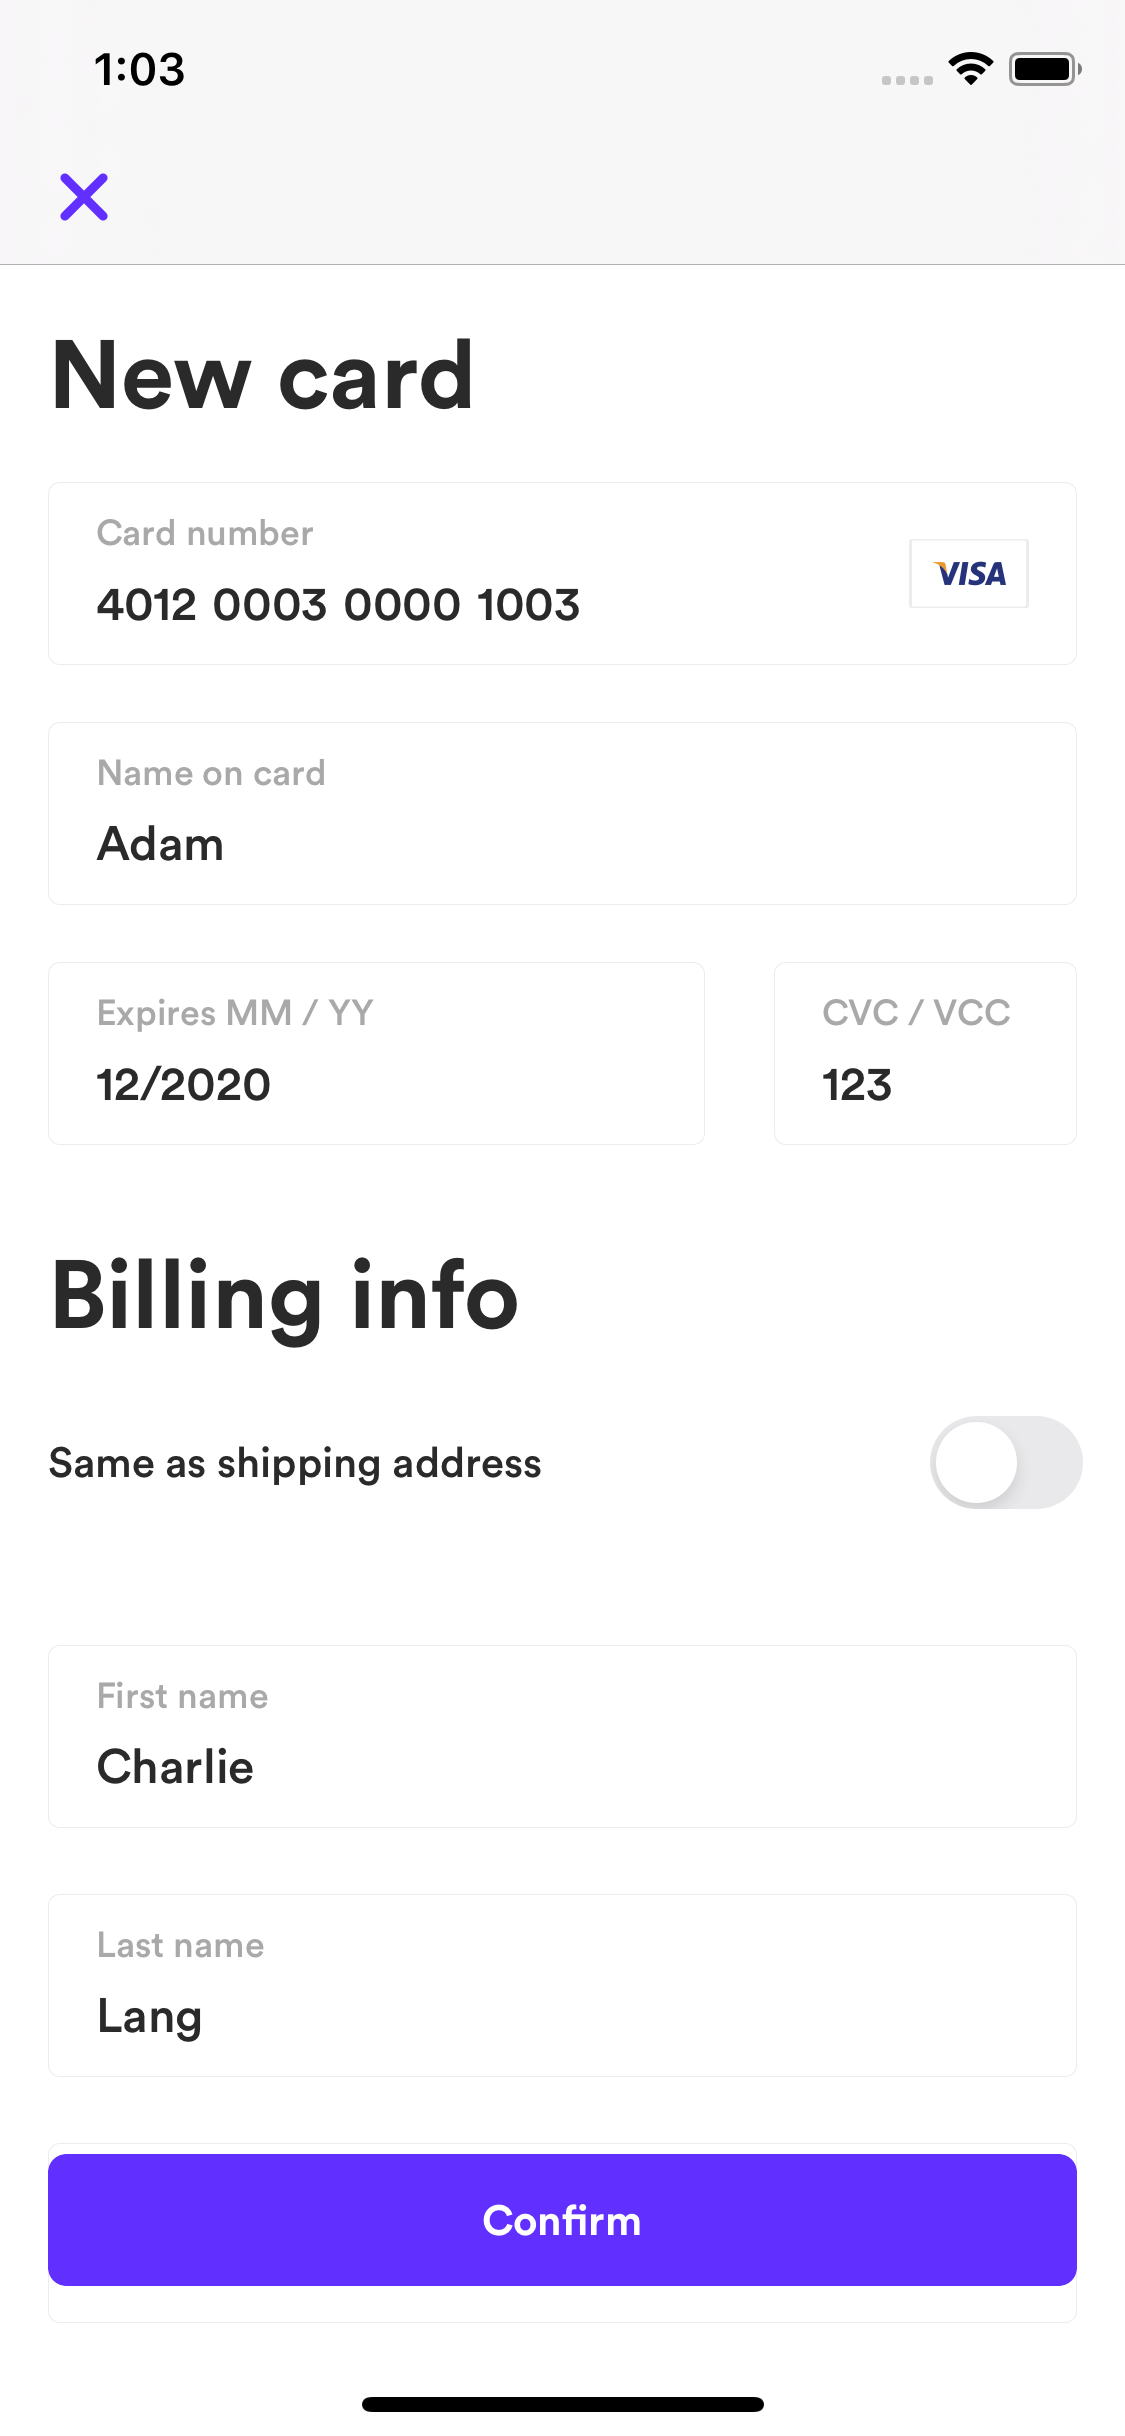 1:03
New card
Card number
4012 0003 0000 1003
VISA
Name on card
Adam
Expires MM / YY
12/2020
CVC / VCC
123
Billing info
Same as shipping address
First name
Charlie
Last name
Lang
Confirm